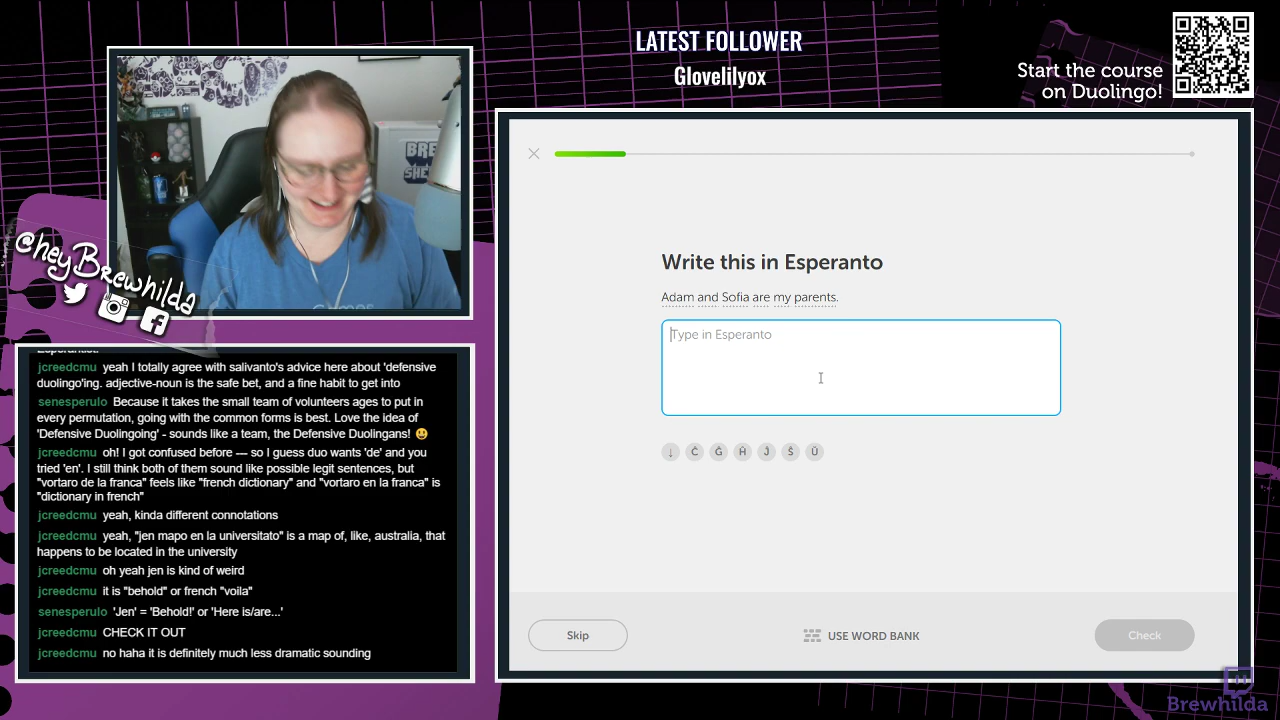 LATEST FOLLOWER
Glovelilyox
Start the course
on Duolingo!
@heyBrewhilda
Write this in Esperanto
Adam and Sofia are my parents.
Type in Esperanto
↓ Ĉ Ĝ Ĥ Ĵ Ŝ Ŭ
Skip
USE WORD BANK
Check
jcreedcmu yeah I totally agree with salivanto's advice here about 'defensive
duolingo'ing. adjective-noun is the safe bet, and a fine habit to get into
senesperulo Because it takes the small team of volunteers ages to put in
every permutation, going with the common forms is best. Love the idea of
'Defensive Duolingoing' - sounds like a team, the Defensive Duolingans! 😃
jcreedcmu oh! I got confused before --- so I guess duo wants 'de' and you
tried 'en'. I still think both of them sound like possible legit sentences, but
"vortaro de la franca" feels like "french dictionary" and "vortaro en la franca" is
"dictionary in french"
jcreedcmu yeah, kinda different connotations
jcreedcmu yeah, "jen mapo en la universitato" is a map of, like, australia, that
happens to be located in the university
jcreedcmu oh yeah jen is kind of weird
jcreedcmu it is "behold" or french "voila"
senesperulo 'Jen' = 'Behold!' or 'Here is/are...'
jcreedcmu CHECK IT OUT
jcreedcmu no haha it is definitely much less dramatic sounding
Brewhilda